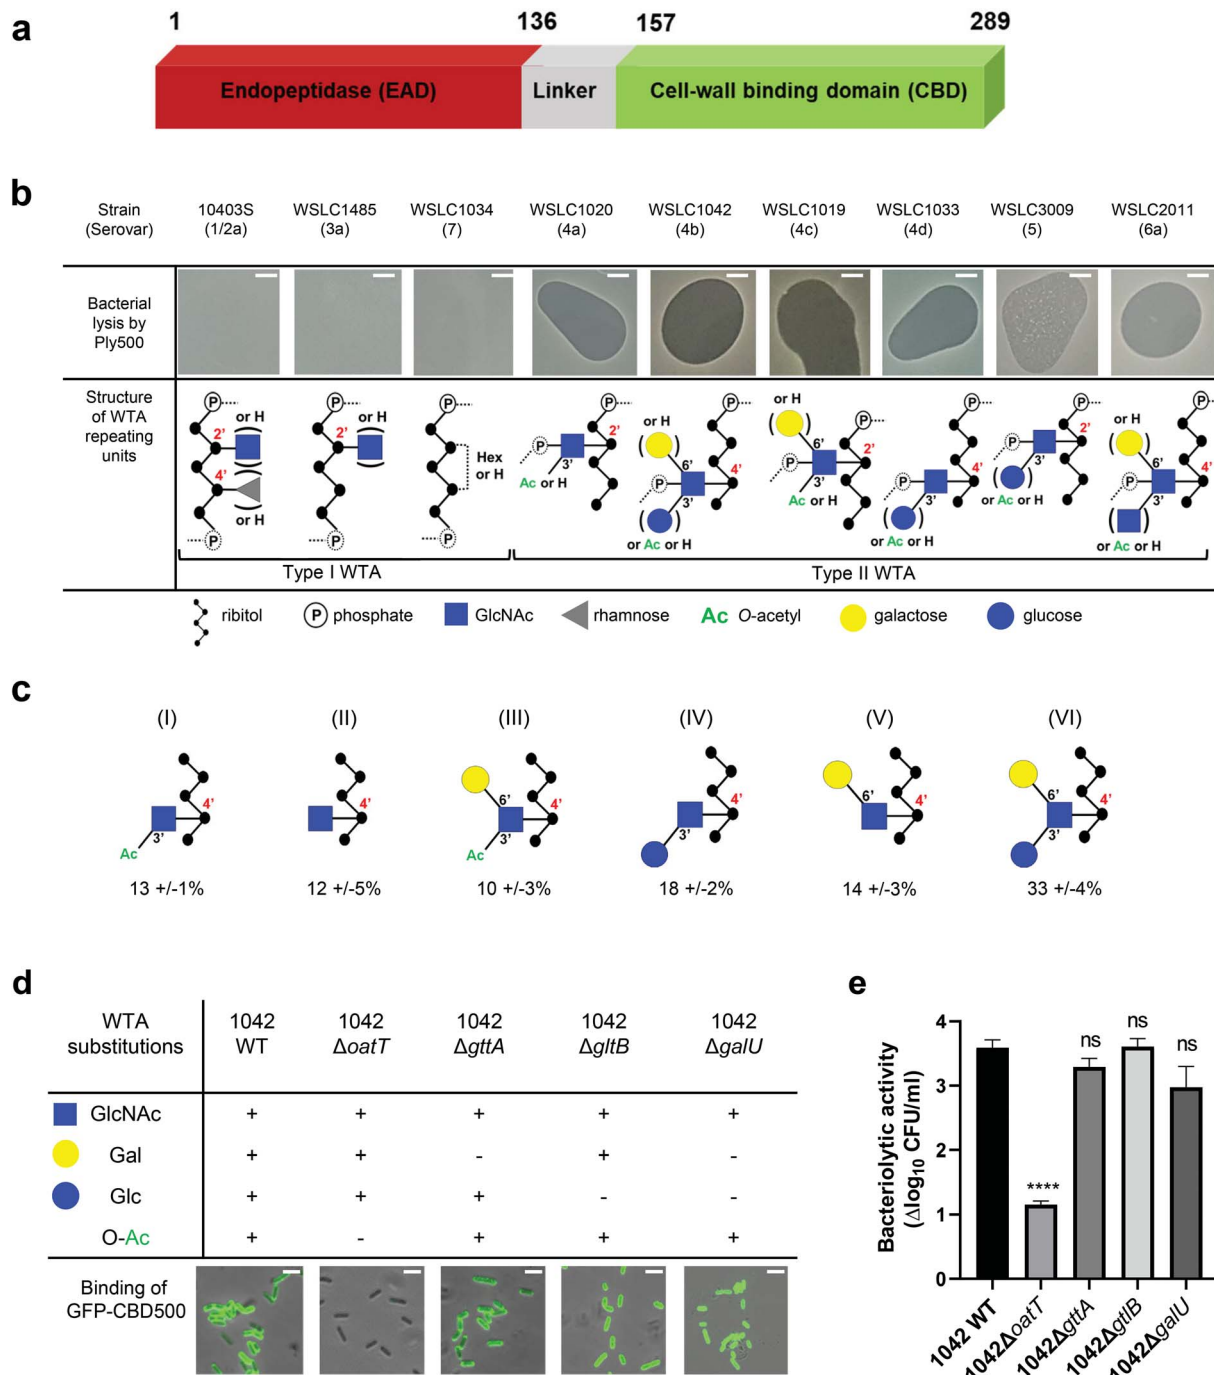 a
1 136 157 289
Endopeptidase (EAD) Linker Cell-wall binding domain (CBD)
b
Strain 10403S WSLC1485 WSLC1034 WSLC1020 WSLC1042 WSLC1019 WSLC1033 WSLC3009 WSLC2011
(Serovar) (1/2a) (3a) (7) (4a) (4b) (4c) (4d) (5) (6a)
Bacterial
lysis by
Ply500
Structure
of WTA
repeating
units
P 2' (or H) 4' or H P
P 2' (or H) P
P Hex or H P
P P 2' 3' Ac or H
or H P 6' P 4' 3' or Ac or H
or H P 6' P 2' 3' Ac or H
P P 4' 3' or Ac or H
P P 2' 3' or Ac or H
or H P 6' P 4' 3' or Ac or H
Type I WTA Type II WTA
ribitol P phosphate GlcNAc rhamnose Ac O-acetyl galactose glucose
c
(I) (II) (III) (IV) (V) (VI)
4' 3' Ac 4' 6' 4' 3' Ac 4' 3' 6' 4' 6' 4' 3'
13 +/-1% 12 +/-5% 10 +/-3% 18 +/-2% 14 +/-3% 33 +/-4%
d
WTA 1042 1042 1042 1042 1042
substitutions WT ΔoatT ΔgttA ΔgltB ΔgalU
GlcNAc + + + + +
Gal + + - + -
Glc + + + - -
O-Ac + - + + +
Binding of
GFP-CBD500
e
Bacteriolytic activity
(Δlog10 CFU/ml)
4
3
2
1
0
**** ns ns ns
1042 WT 1042ΔoatT 1042ΔgttA 1042ΔgtlB 1042ΔgalU